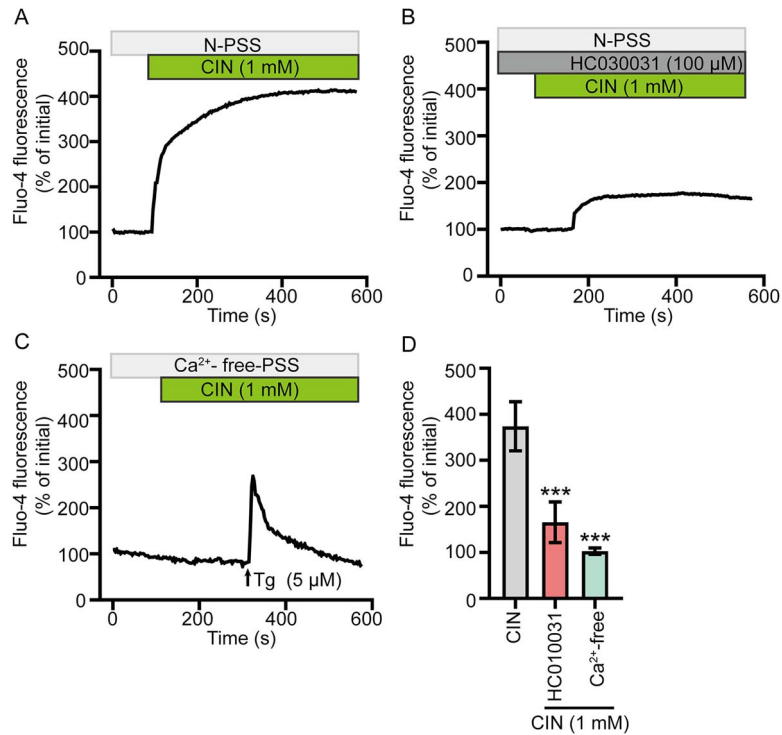 A
500
400
300
200
100
0
Fluo-4 fluorescence
(% of initial)
N-PSS
CIN (1 mM)
0 200 400 600
Time (s)
B
500
400
300
200
100
0
Fluo-4 fluorescence
(% of initial)
N-PSS
HC030031 (100 µM)
CIN (1 mM)
0 200 400 600
Time (s)
C
500
400
300
200
100
0
Fluo-4 fluorescence
(% of initial)
Ca²⁺- free-PSS
CIN (1 mM)
Tg (5 µM)
0 200 400 600
Time (s)
D
500
400
300
200
100
0
Fluo-4 fluorescence
(% of initial)
***
***
CIN
HC010031
Ca²⁺-free
CIN (1 mM)